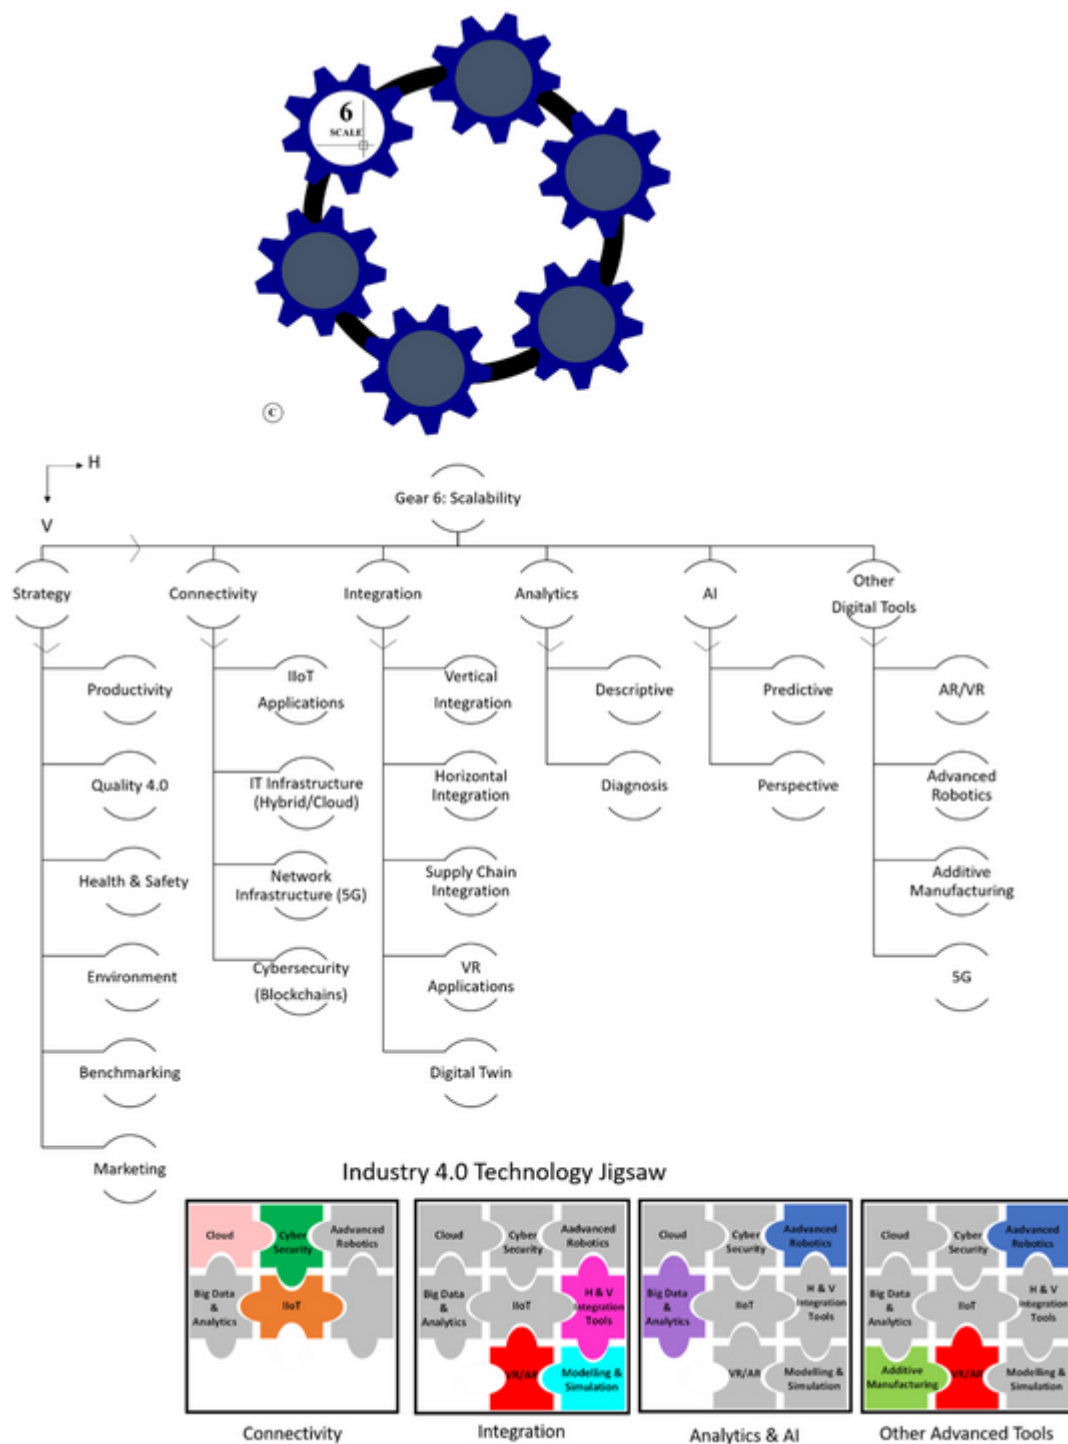 6
SCALE
C
H
V
Gear 6: Scalability
Strategy
Connectivity
Integration
Analytics
AI
Other
Digital Tools
Productivity
Quality 4.0
Health & Safety
Environment
Benchmarking
Marketing
IIoT
Applications
IT Infrastructure
(Hybrid/Cloud)
Network
Infrastructure (5G)
Cybersecurity
(Blockchains)
Vertical
Integration
Horizontal
Integration
Supply Chain
Integration
VR
Applications
Digital Twin
Descriptive
Diagnosis
Predictive
Perspective
AR/VR
Advanced
Robotics
Additive
Manufacturing
5G
Industry 4.0 Technology Jigsaw
Cloud
Cyber
Security
Aadvanced
Robotics
Big Data
&
Analytics
IIoT
Connectivity
Cloud
Cyber
Security
Aadvanced
Robotics
Big Data
&
Analytics
IIoT
H & V
Integration
Tools
VR/AR
Modelling &
Simulation
Integration
Cloud
Cyber
Security
Aadvanced
Robotics
Big Data
&
Analytics
IIoT
H & V
Integration
Tools
VR/AR
Modelling &
Simulation
Analytics & AI
Cloud
Cyber
Security
Aadvanced
Robotics
Big Data
&
Analytics
IIoT
H & V
Integration
Tools
Additive
Manufacturing
VR/AR
Modelling &
Simulation
Other Advanced Tools